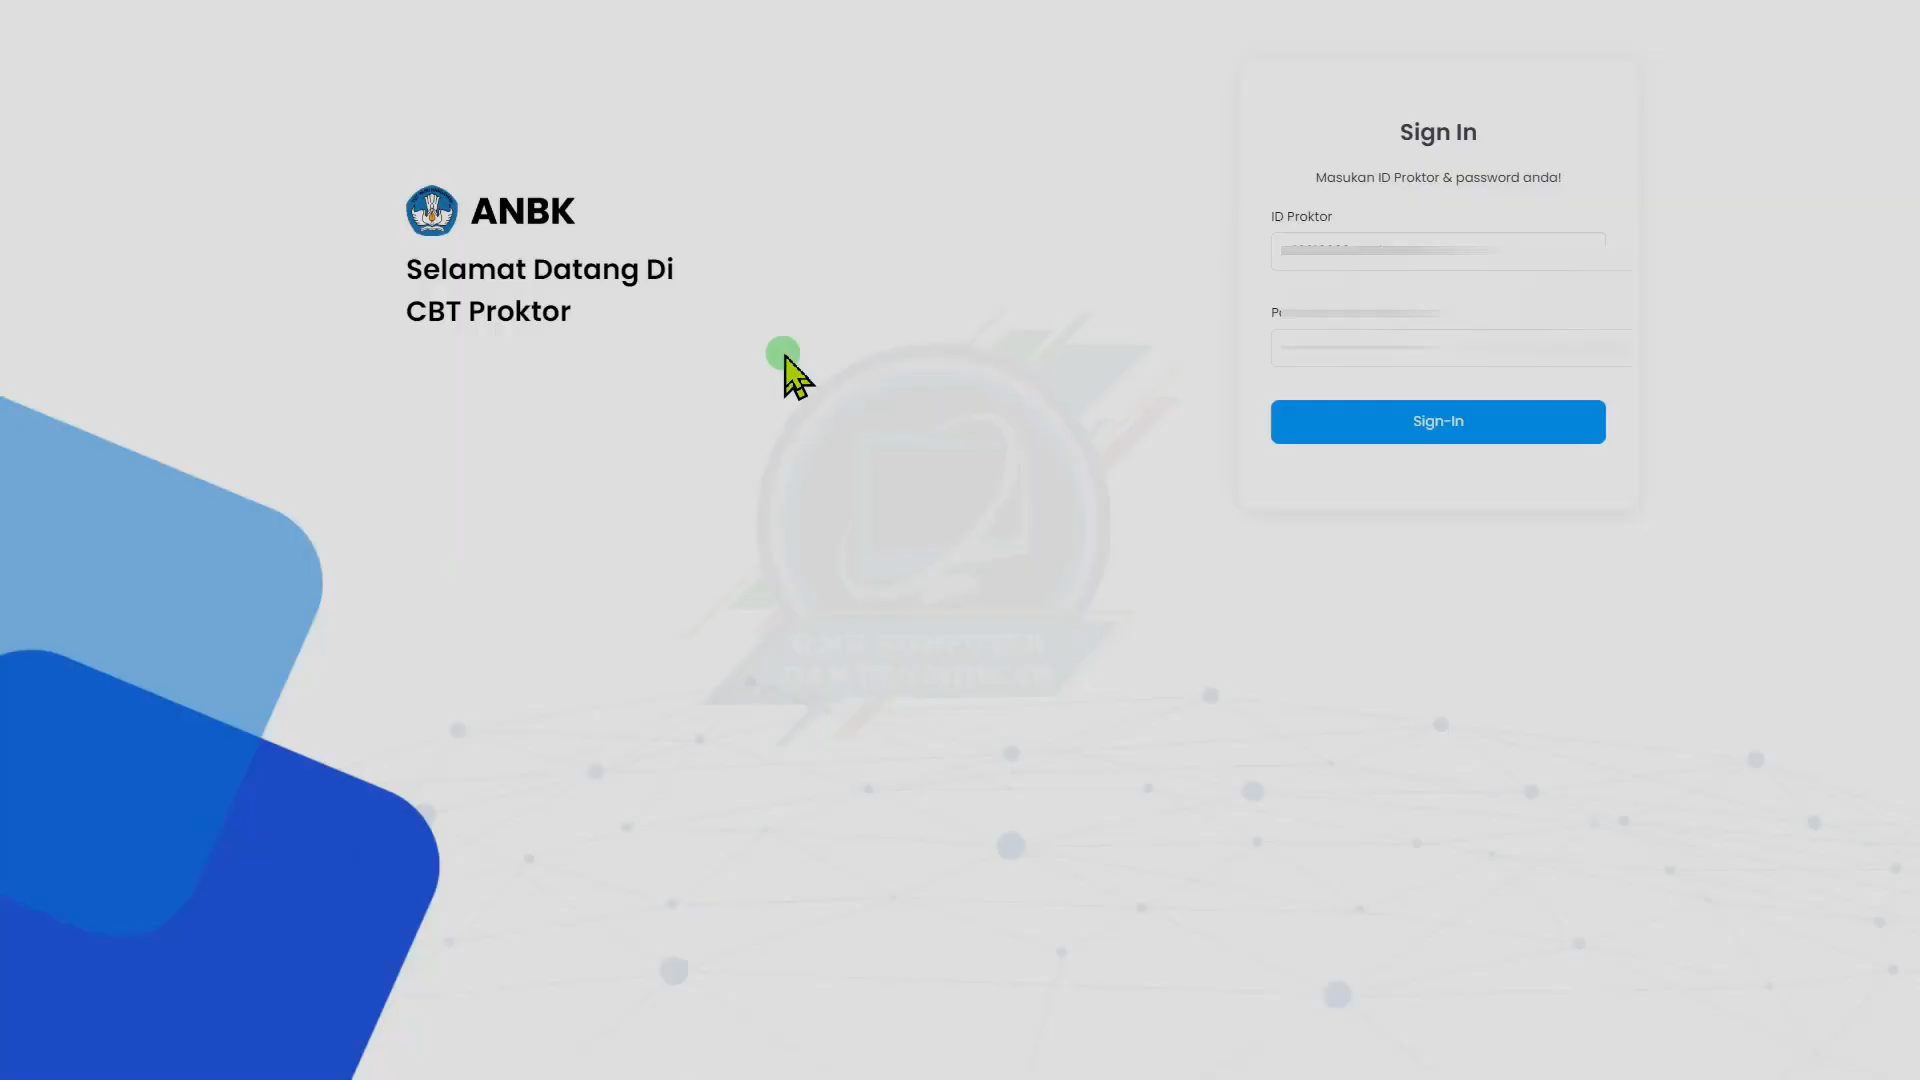 ANBK
Selamat Datang Di
CBT Proktor
Sign In
Masukan ID Proktor & password anda!
ID Proktor
Sign-In